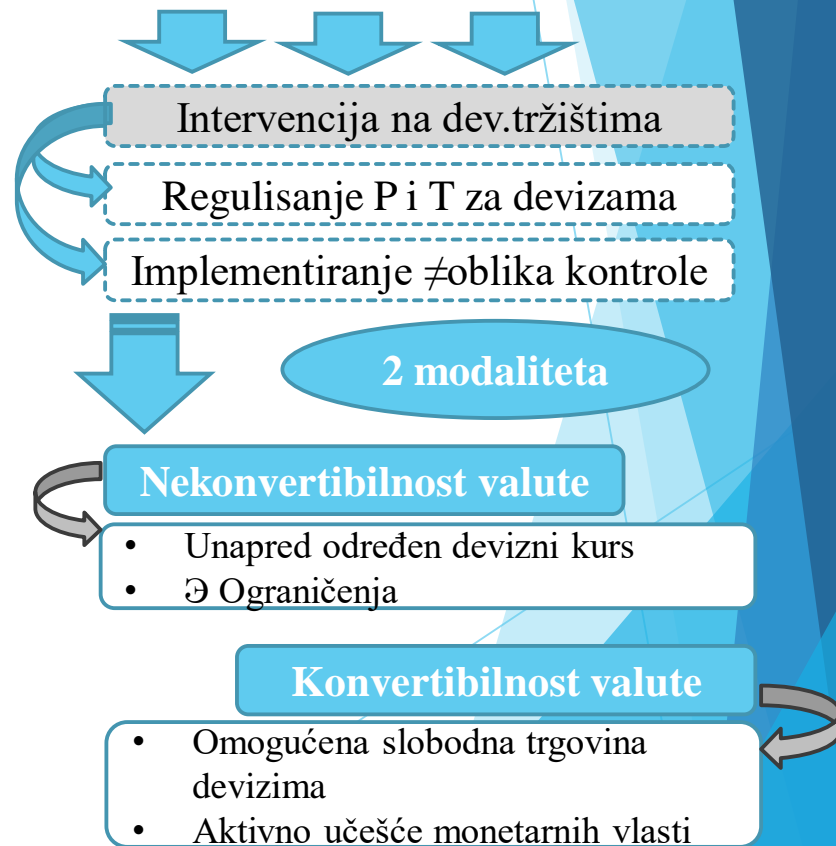 Intervencija na dev.tržištima
Regulisanje P i T za devizama
Implementiranje ≠oblika kontrole
2 modaliteta
Nekonvertibilnost valute
• Unapred određen devizni kurs
• Э Ograničenja
Konvertibilnost valute
• Omogućena slobodna trgovina
devizima
• Aktivno učešće monetarnih vlasti